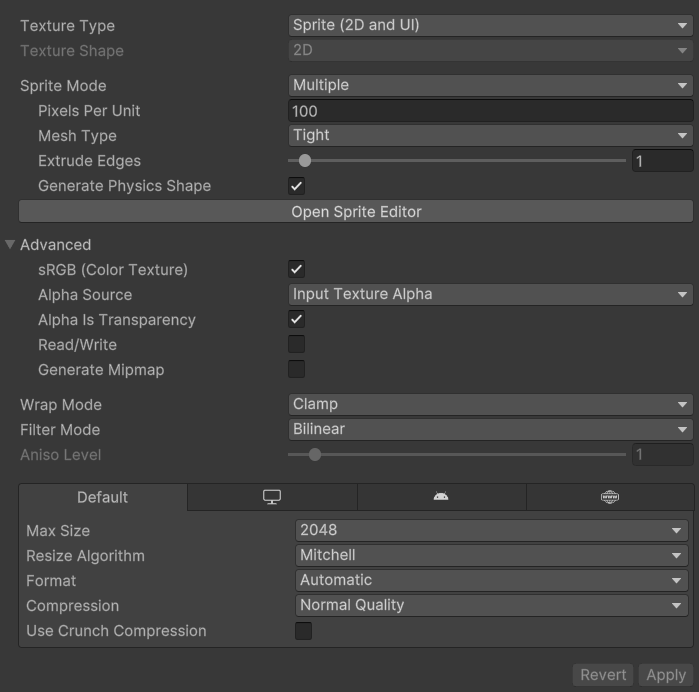 Texture Type Sprite (2D and UI)
Texture Shape 2D
Sprite Mode Multiple
Pixels Per Unit 100
Mesh Type Tight
Extrude Edges 1
Generate Physics Shape
Open Sprite Editor
Advanced
sRGB (Color Texture)
Alpha Source Input Texture Alpha
Alpha Is Transparency
Read/Write
Generate Mipmap
Wrap Mode Clamp
Filter Mode Bilinear
Aniso Level 1
Default www
Max Size 2048
Resize Algorithm Mitchell
Format Automatic
Compression Normal Quality
Use Crunch Compression
Revert Apply